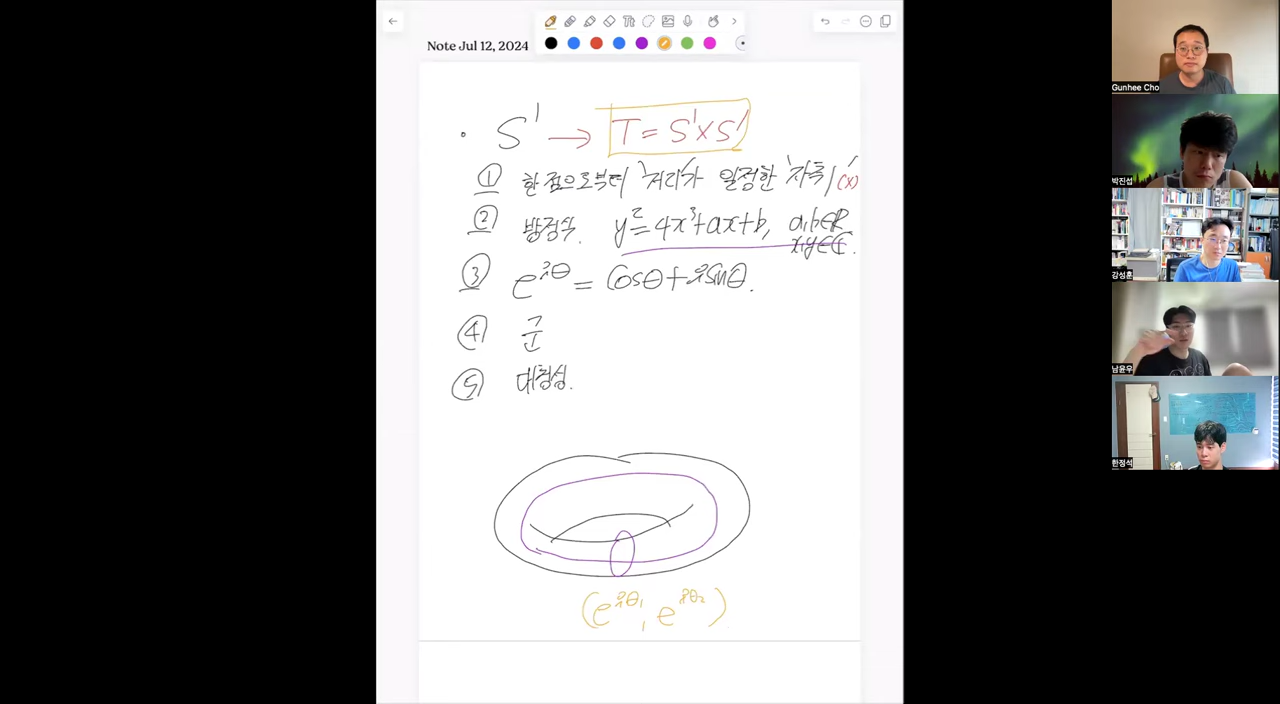 Note Jul 12, 2024
Tt
· S¹ → T = S¹×S¹
① 한 점으로부터 '거리'가 일정한 '자취' (x)
② 방정식. y² = 4x³+ax+b, a,b∈R
x,y∈C.
③ e^{iθ} = cosθ + i sinθ.
④ 군
⑤ 대칭성.
(e^{iθ₁}, e^{iθ₂})
Gunhee Cho
박진섭
강성훈
남윤우
한정석